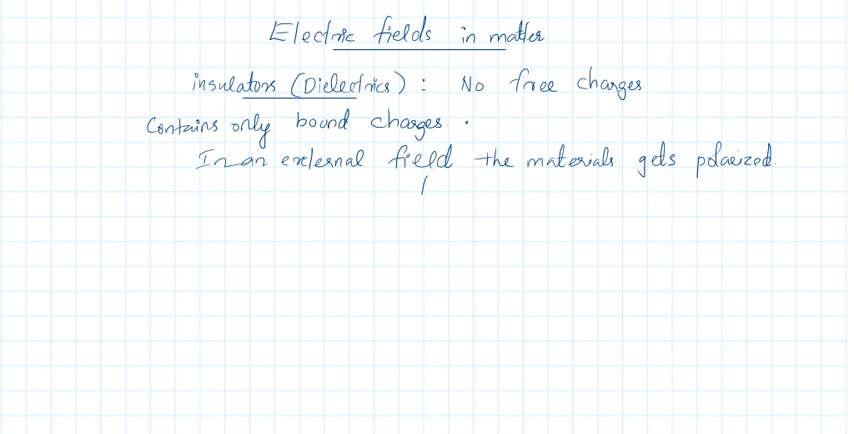 Electric fields in matter
insulators (Dielectrics) : No free charges
Contains only bound charges .
In an external field the materials gets polarized.